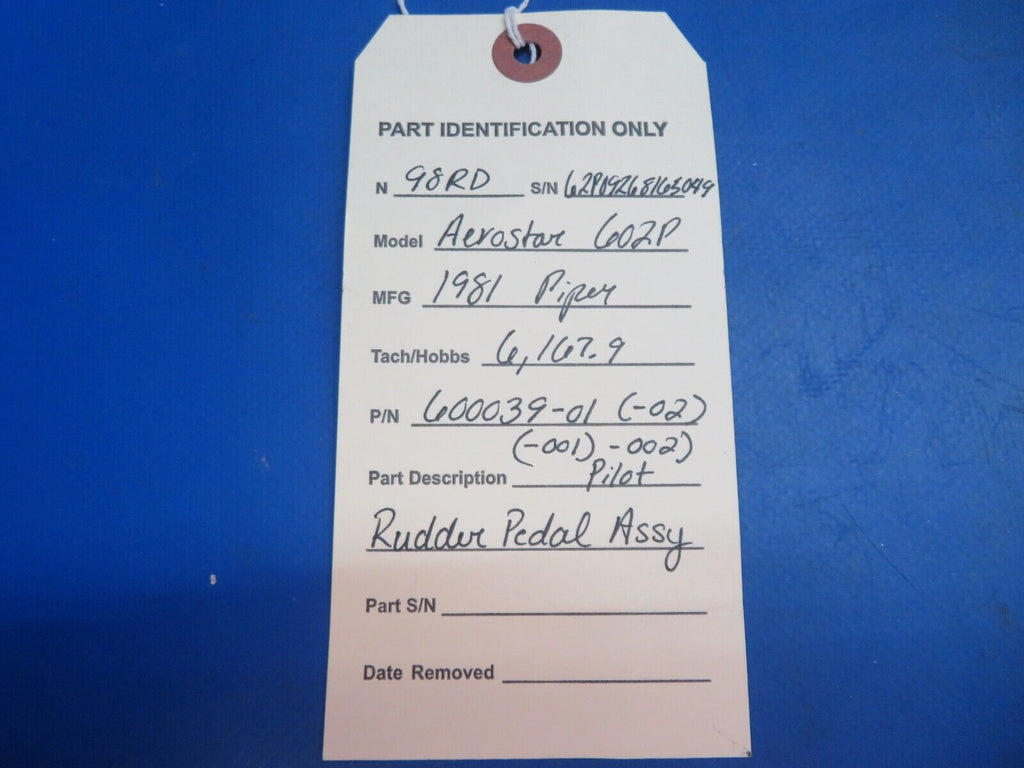 PART IDENTIFICATION ONLY
N 98RD S/N
Model Aerostar 602P
MFG 1981 Piper
Tach/Hobbs 6,167.9
P/N 600039-01 (-02)
(-001) -002)
Part Description Pilot
Rudder Pedal Assy
Part S/N
Date Removed